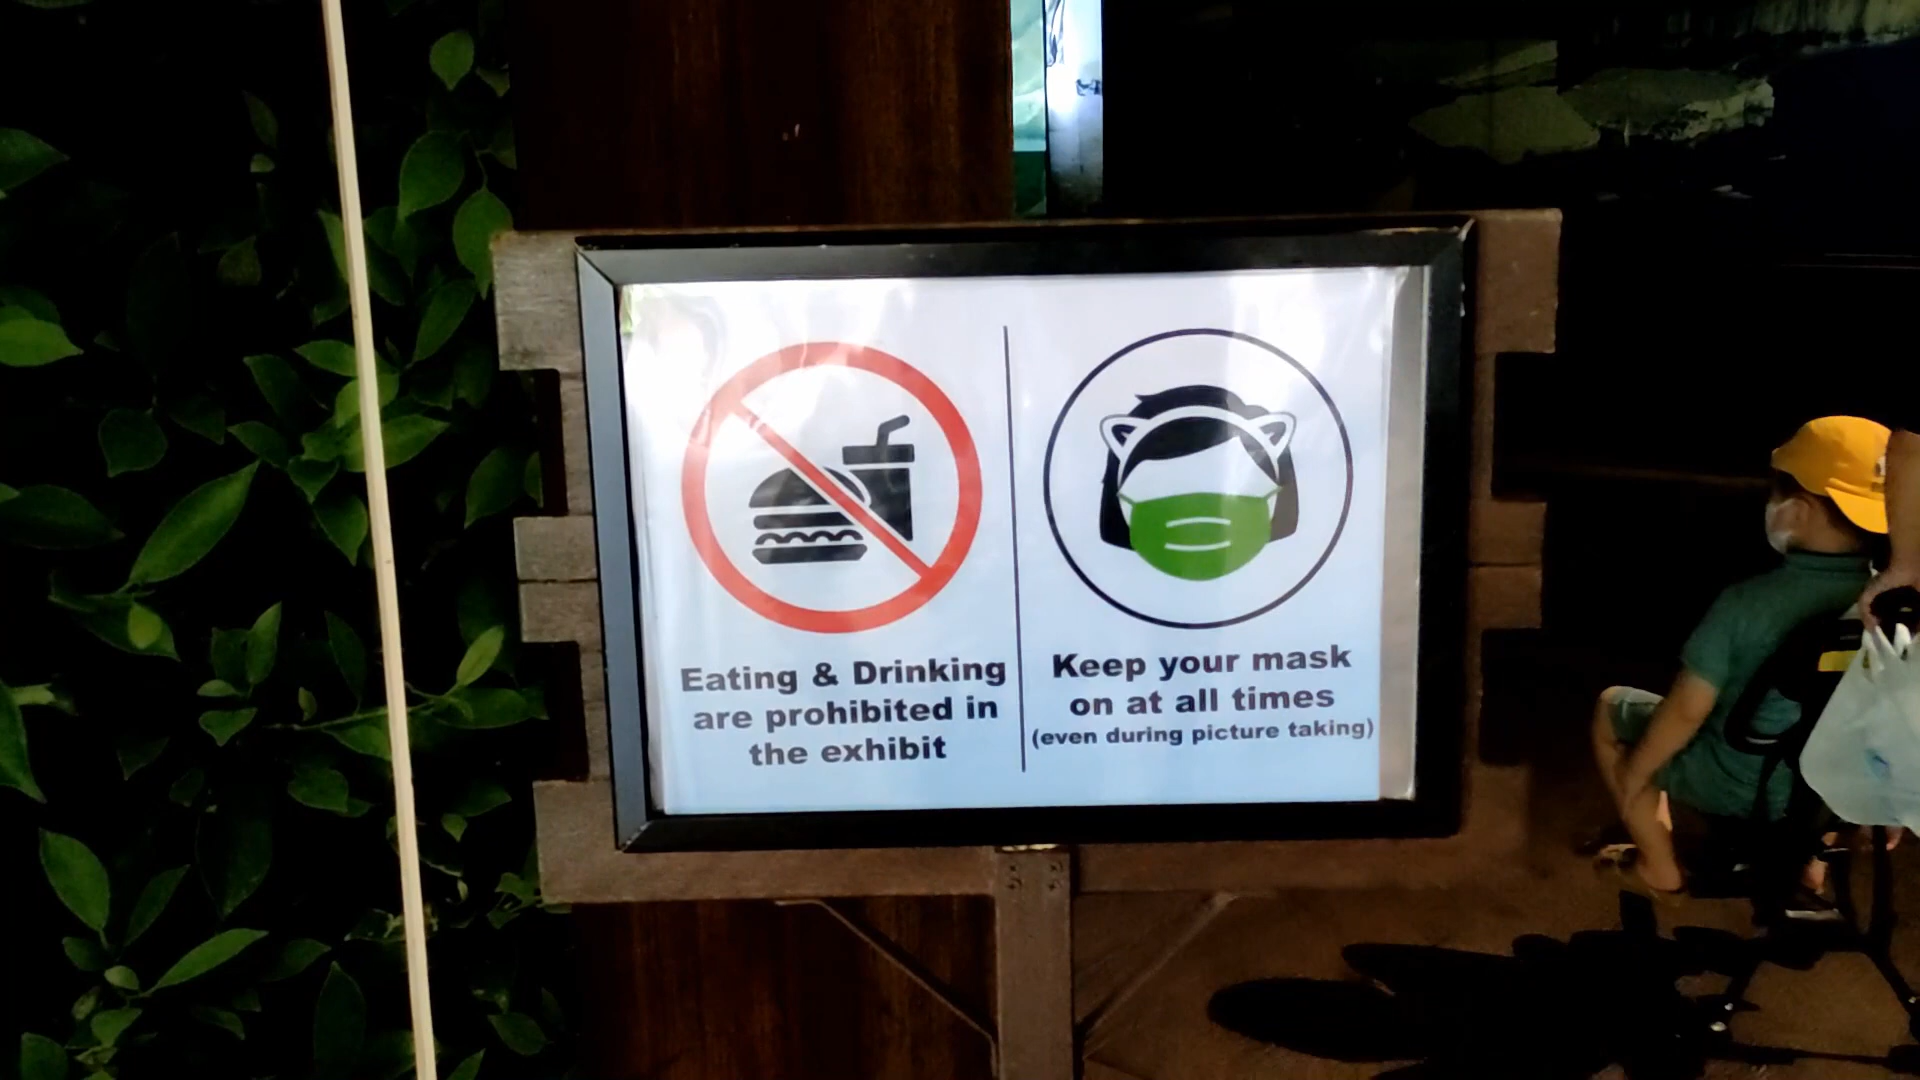 Eating & Drinking
are prohibited in
the exhibit
Keep your mask
on at all times
(even during picture taking)